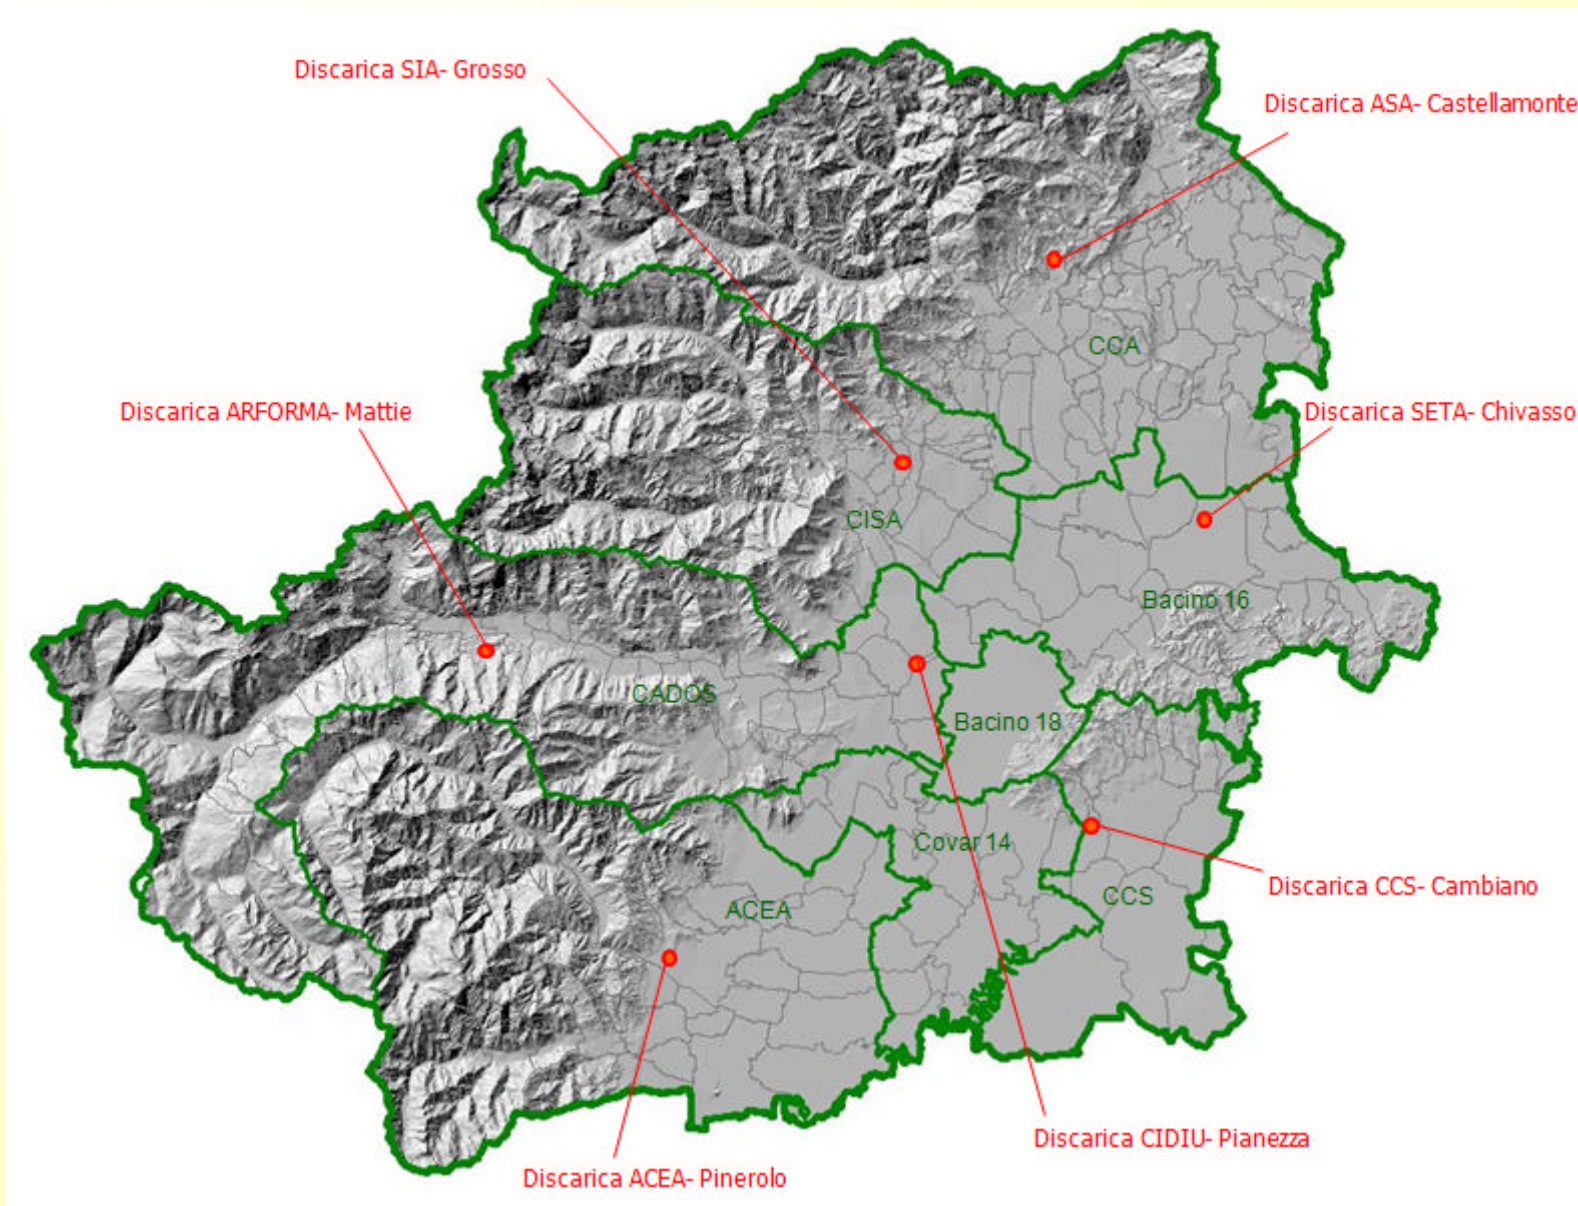 Discarica SIA- Grosso
Discarica ASA- Castellamonte
CCA
Discarica ARFORMA- Mattie
Discarica SETA- Chivasso
CISA
Bacino 16
CADOS
Bacino 18
Covar 14
Discarica CCS- Cambiano
CCS
ACEA
Discarica CIDIU- Pianezza
Discarica ACEA- Pinerolo